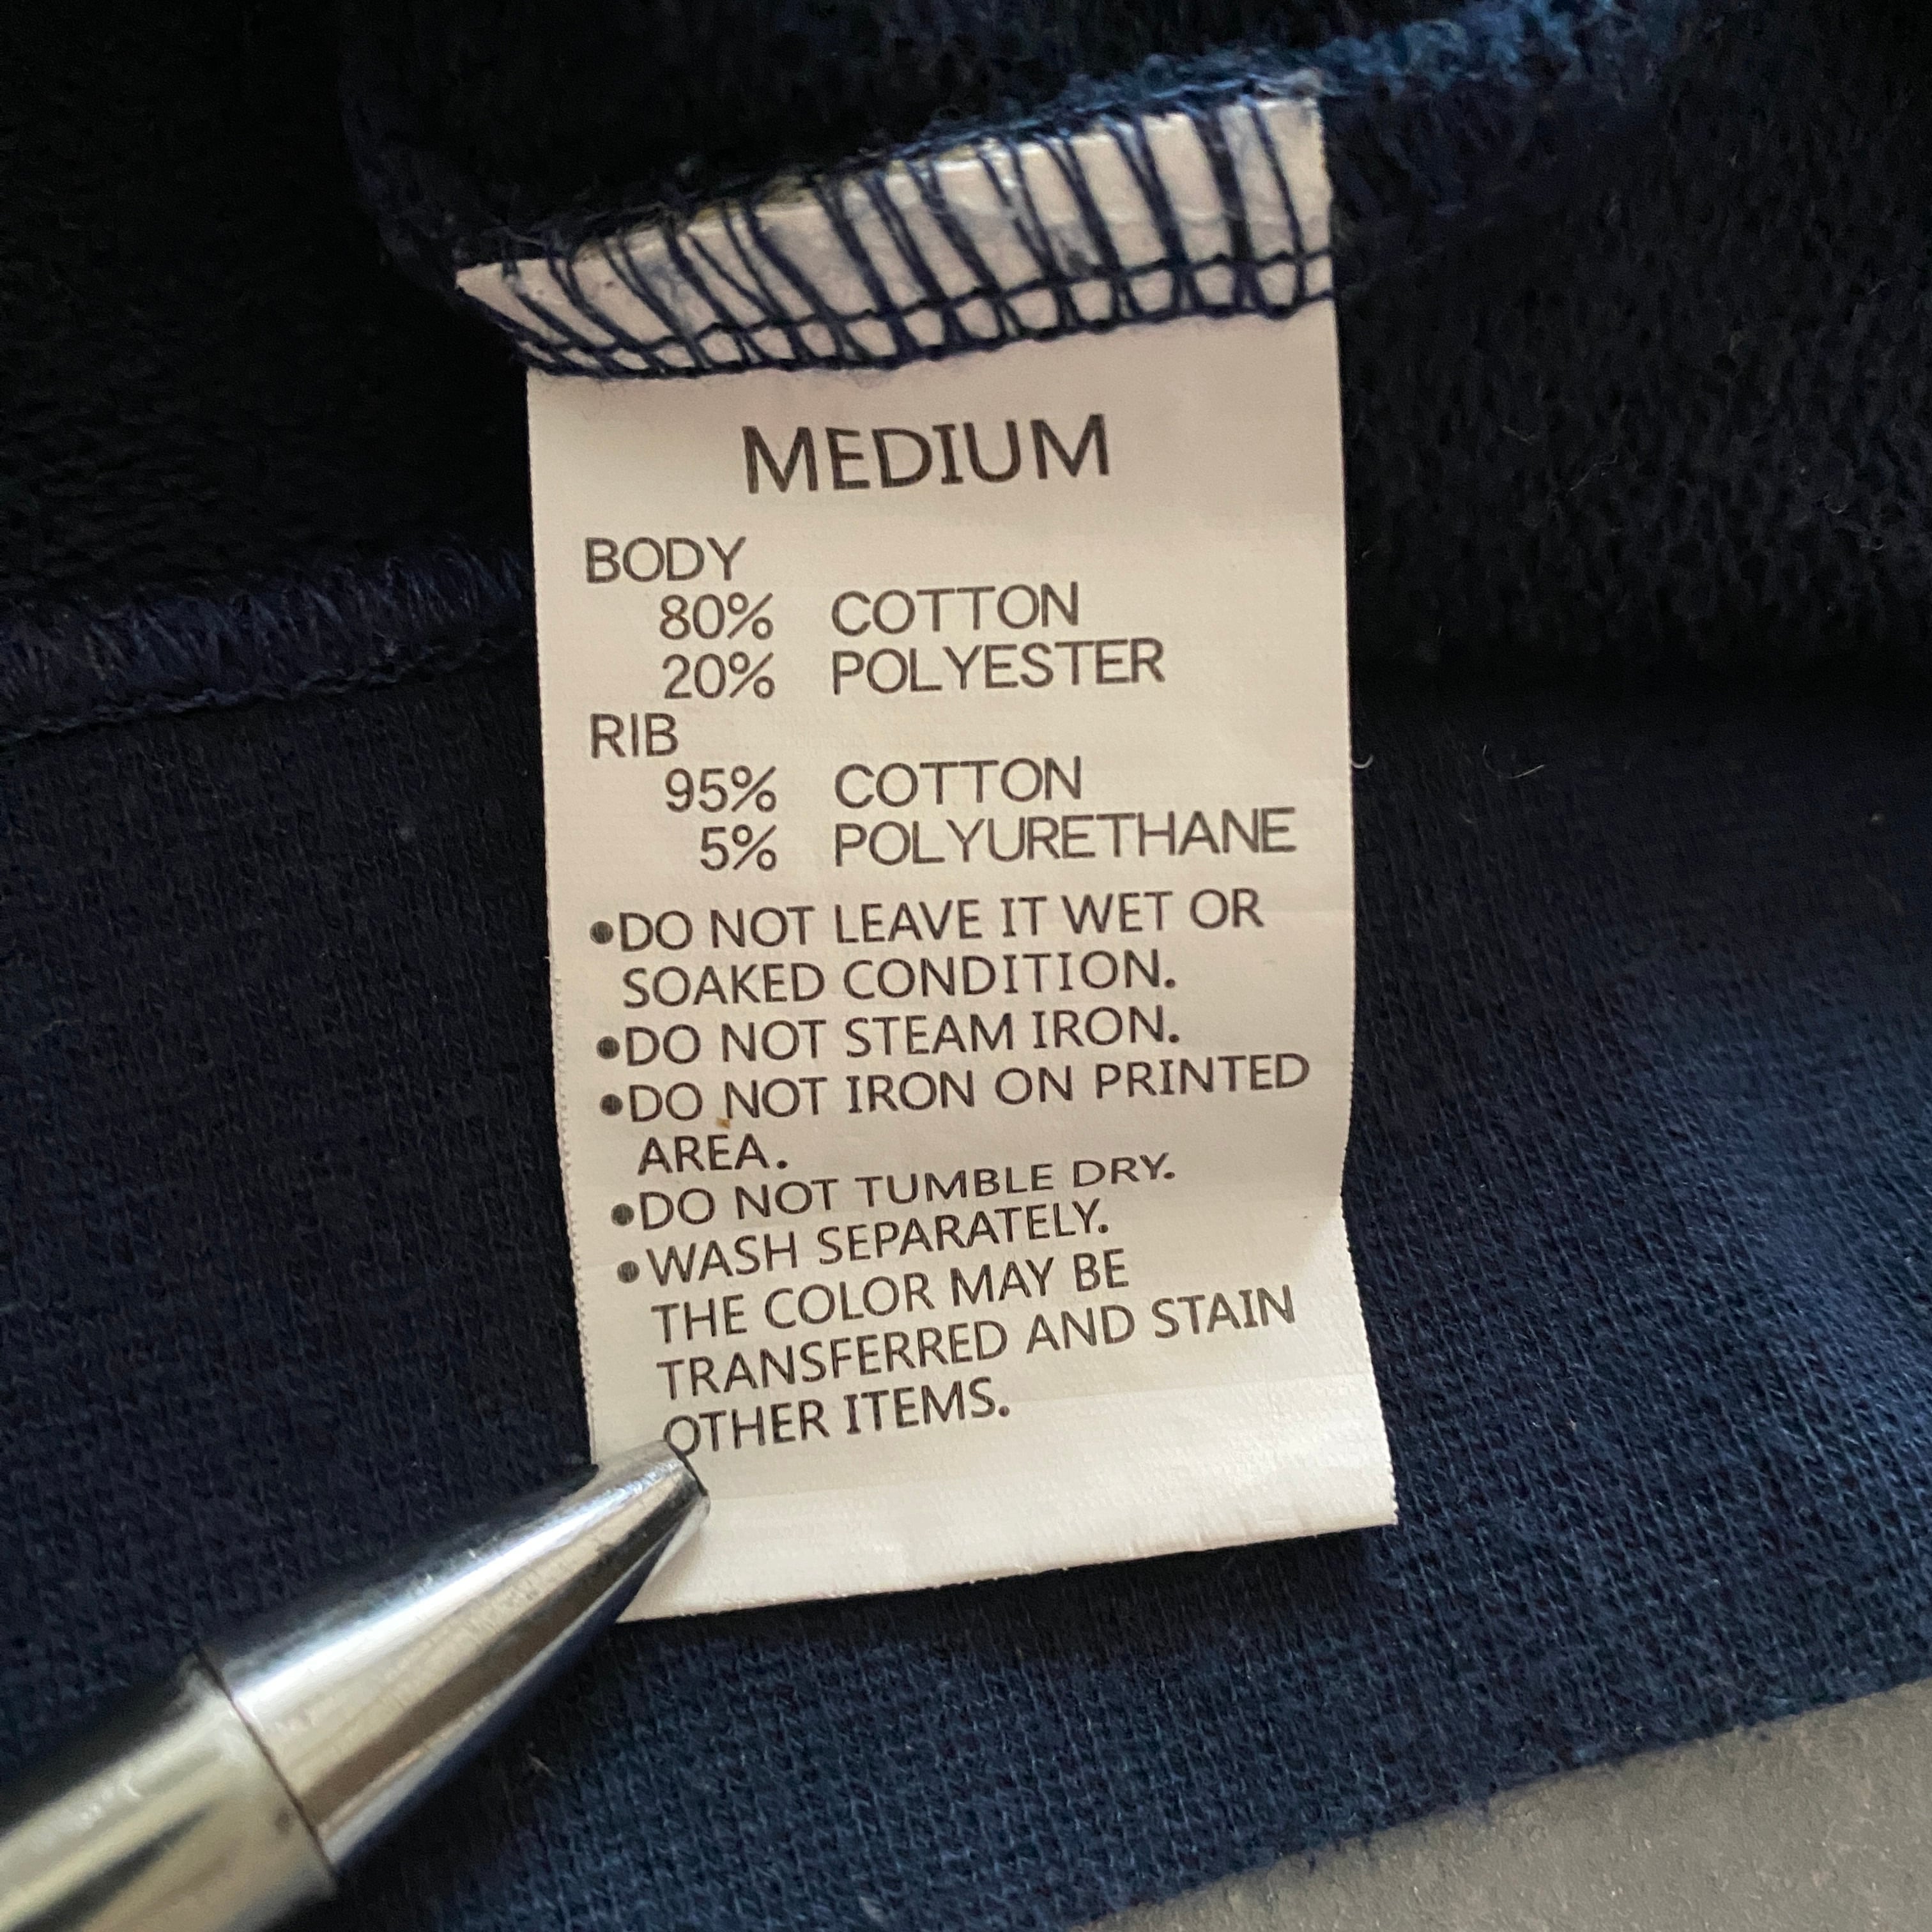 MEDIUM
BODY
80% COTTON
20% POLYESTER
RIB
95% COTTON
5% POLYURETHANE
●DO NOT LEAVE IT WET OR
SOAKED CONDITION.
●DO NOT STEAM IRON.
●DO NOT IRON ON PRINTED
AREA.
●DO NOT TUMBLE DRY.
●WASH SEPARATELY.
THE COLOR MAY BE
TRANSFERRED AND STAIN
OTHER ITEMS.